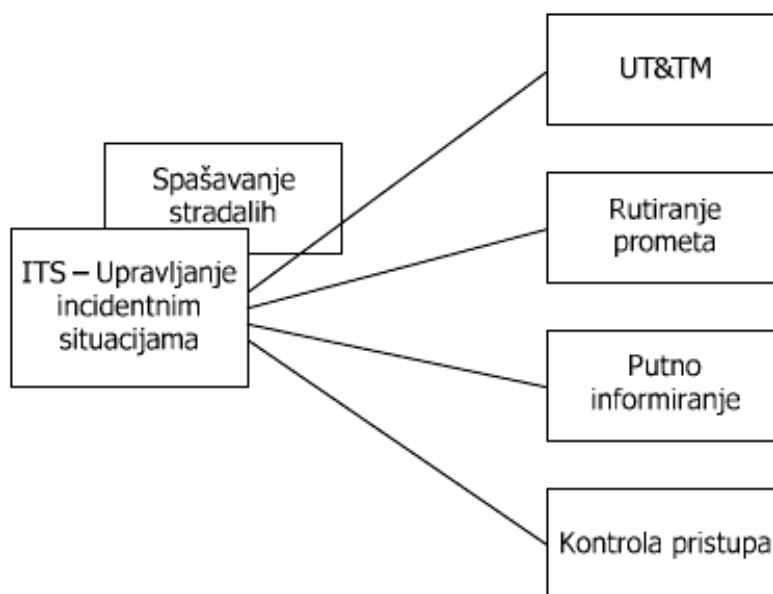 UT&TM
Spašavanje
stradalih
ITS – Upravljanje
incidentnim
situacijama
Rutiranje
prometa
Putno
informiranje
Kontrola pristupa